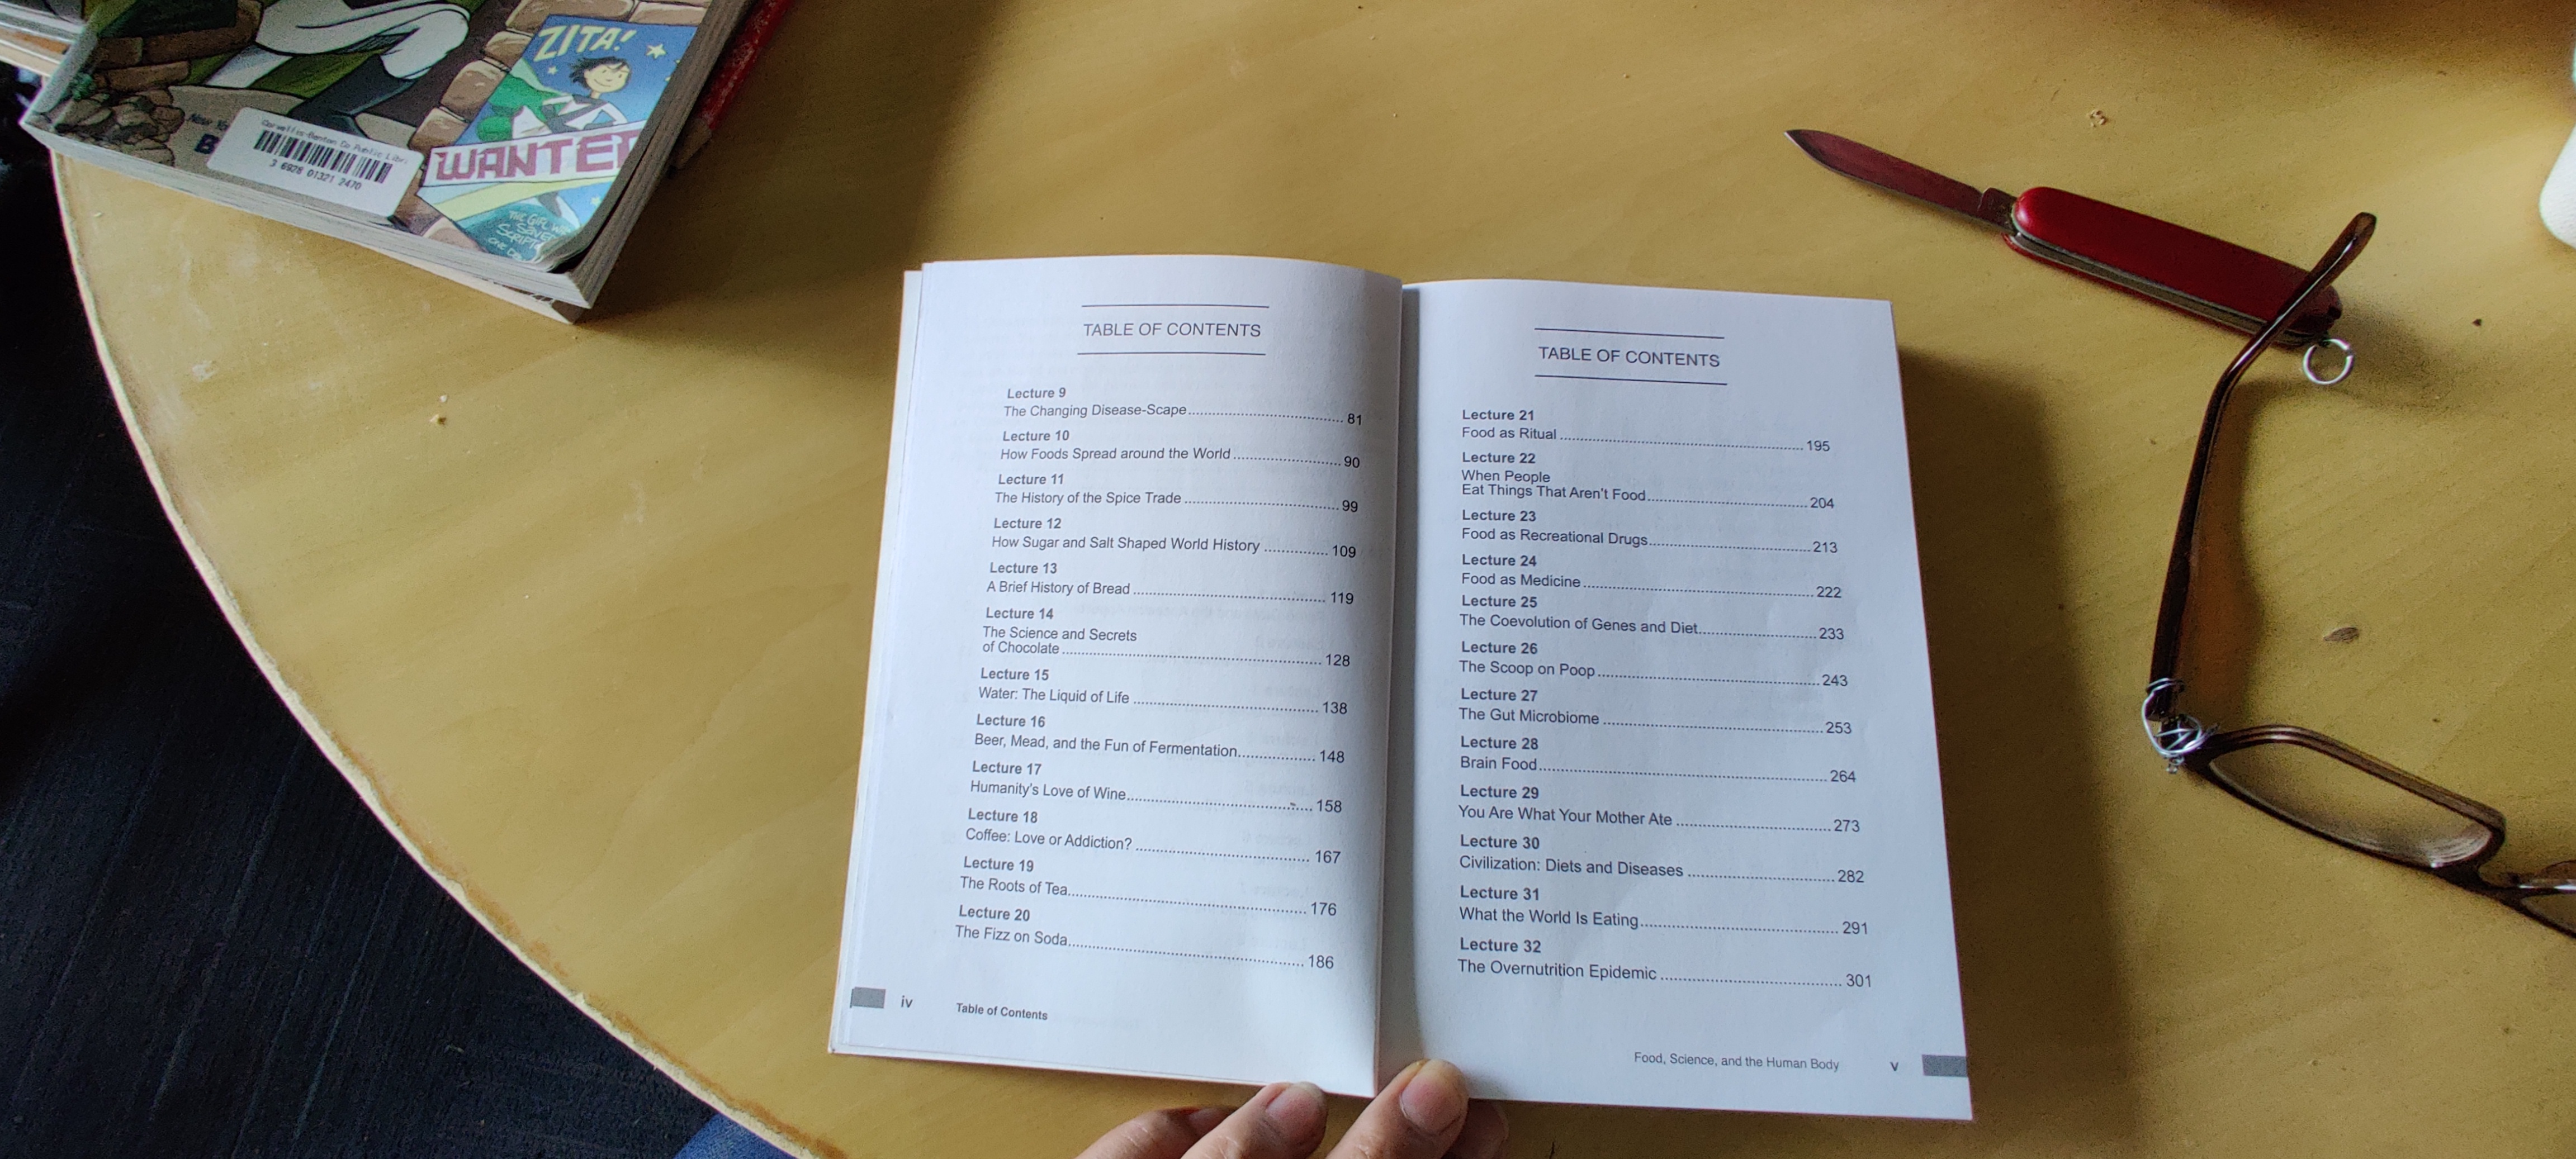 ZITA!
WANTED
THE GIRL
SAVE
SCRIPT
New Yo
B
Corvallis-Benton Co Public Libr
3 6928 01321 2470
TABLE OF CONTENTS
Lecture 9
The Changing Disease-Scape 81
Lecture 10
How Foods Spread around the World 90
Lecture 11
The History of the Spice Trade 99
Lecture 12
How Sugar and Salt Shaped World History 109
Lecture 13
A Brief History of Bread 119
Lecture 14
The Science and Secrets
of Chocolate 128
Lecture 15
Water: The Liquid of Life 138
Lecture 16
Beer, Mead, and the Fun of Fermentation 148
Lecture 17
Humanity's Love of Wine 158
Lecture 18
Coffee: Love or Addiction? 167
Lecture 19
The Roots of Tea 176
Lecture 20
The Fizz on Soda 186
iv Table of Contents
TABLE OF CONTENTS
Lecture 21
Food as Ritual 195
Lecture 22
When People
Eat Things That Aren't Food 204
Lecture 23
Food as Recreational Drugs 213
Lecture 24
Food as Medicine 222
Lecture 25
The Coevolution of Genes and Diet 233
Lecture 26
The Scoop on Poop 243
Lecture 27
The Gut Microbiome 253
Lecture 28
Brain Food 264
Lecture 29
You Are What Your Mother Ate 273
Lecture 30
Civilization: Diets and Diseases 282
Lecture 31
What the World Is Eating 291
Lecture 32
The Overnutrition Epidemic 301
Food, Science, and the Human Body v